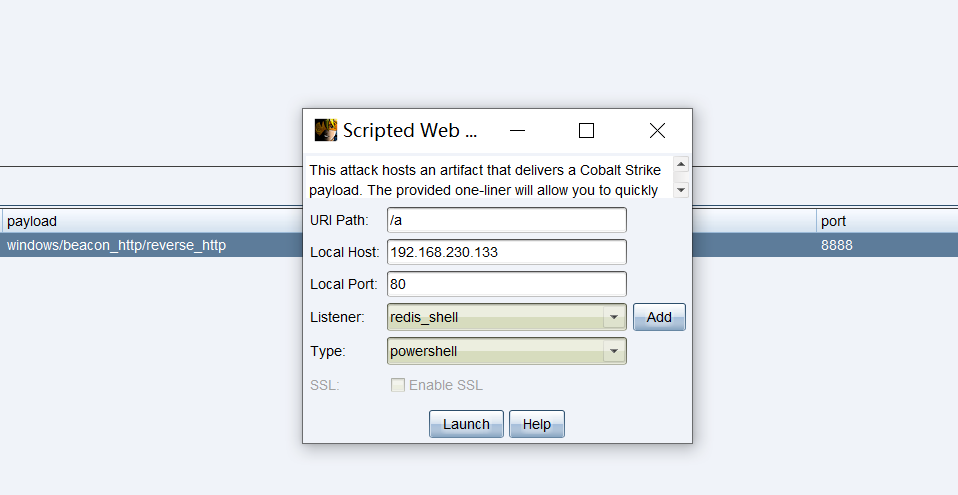 Scripted Web ...
This attack hosts an artifact that delivers a Cobalt Strike
payload. The provided one-liner will allow you to quickly
payload port
windows/beacon_http/reverse_http 8888
URI Path: /a
Local Host: 192.168.230.133
Local Port: 80
Listener: redis_shell Add
Type: powershell
SSL: Enable SSL
Launch Help